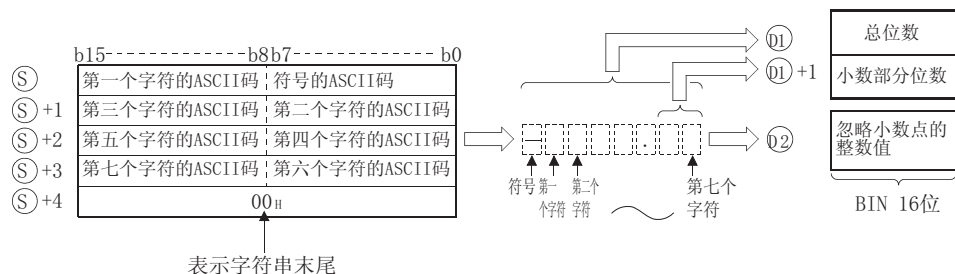 b15 b8 b7 b0
Ⓢ 第一个字符的ASCII码 符号的ASCII码
Ⓢ+1 第三个字符的ASCII码 第二个字符的ASCII码
Ⓢ+2 第五个字符的ASCII码 第四个字符的ASCII码
Ⓢ+3 第七个字符的ASCII码 第六个字符的ASCII码
Ⓢ+4 00H
表示字符串末尾
— .
符号 第一个字符 第二个字符 第七个字符
D1 总位数
D1+1 小数部分位数
D2 忽略小数点的
整数值
BIN 16位